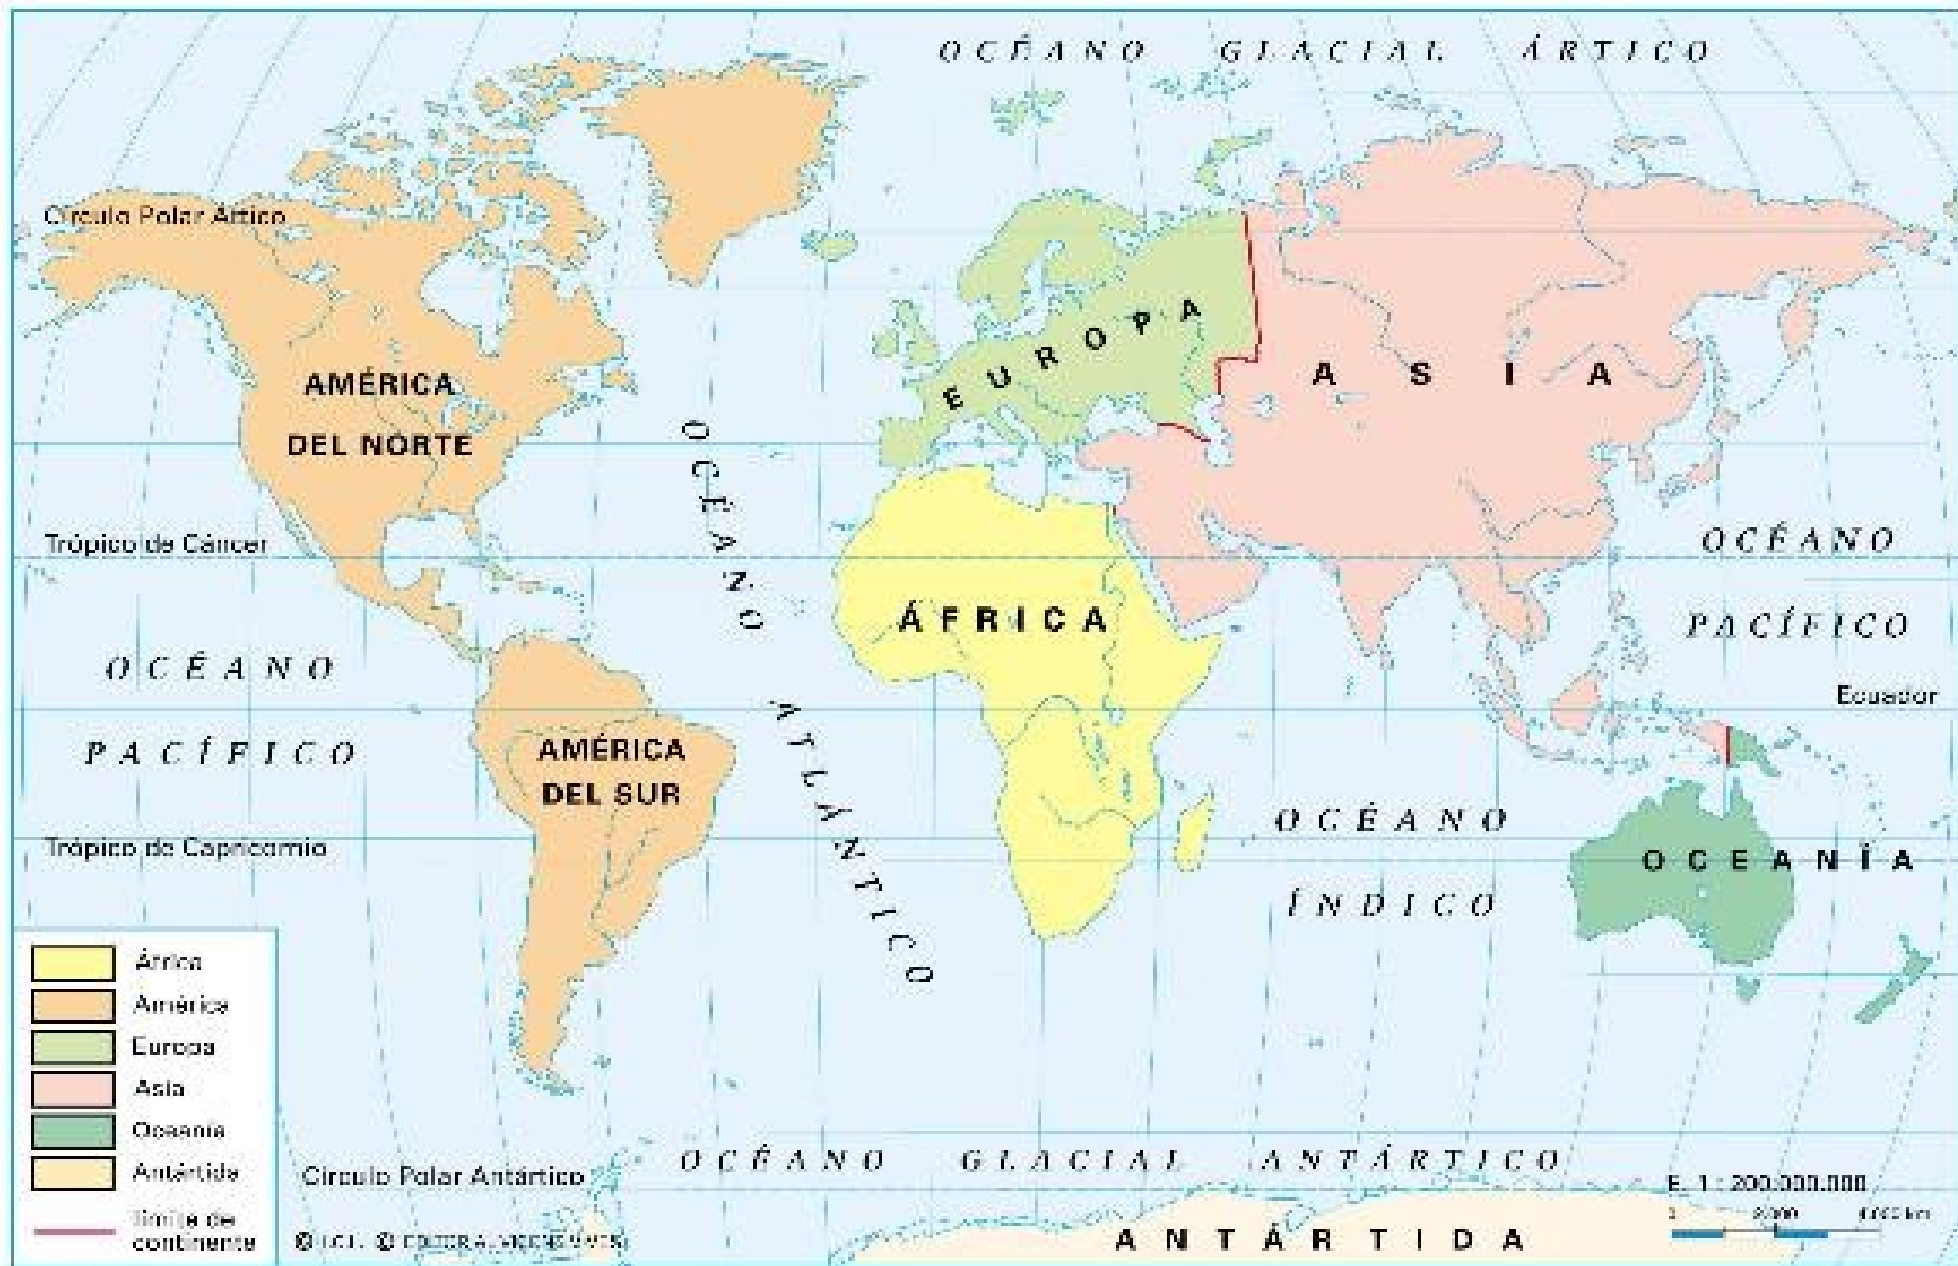 OCÉANO GLACIAL ÁRTICO
Círculo Polar Ártico
EUROPA
ASIA
AMÉRICA
DEL NORTE
OCÉANO ATLÁNTICO
Trópico de Cáncer
OCÉANO
PACÍFICO
ÁFRICA
OCÉANO
PACÍFICO
Ecuador
AMÉRICA
DEL SUR
OCÉANO
ÍNDICO
Trópico de Capricornio
OCEANÍA
África
América
Europa
Asia
Oceanía
Antártida
límite de
continente
Círculo Polar Antártico
OCÉANO GLACIAL ANTÁRTICO
E. 1 : 200.000.000
ANTÁRTIDA